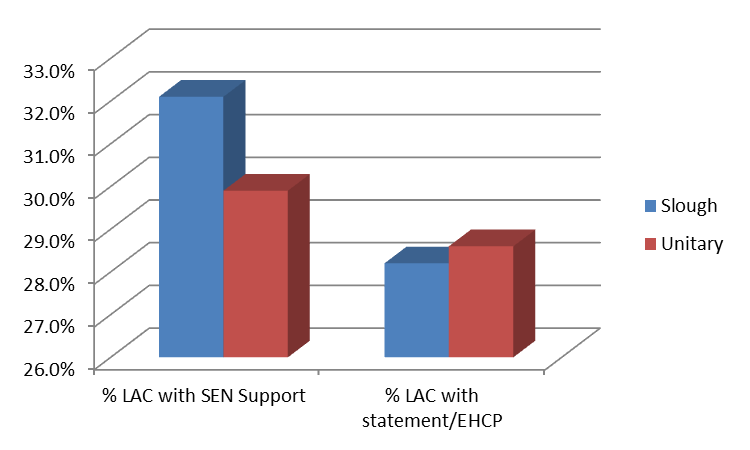 33.0%
32.0%
31.0%
30.0%
29.0%
28.0%
27.0%
26.0%
% LAC with SEN Support
% LAC with
statement/EHCP
Slough
Unitary